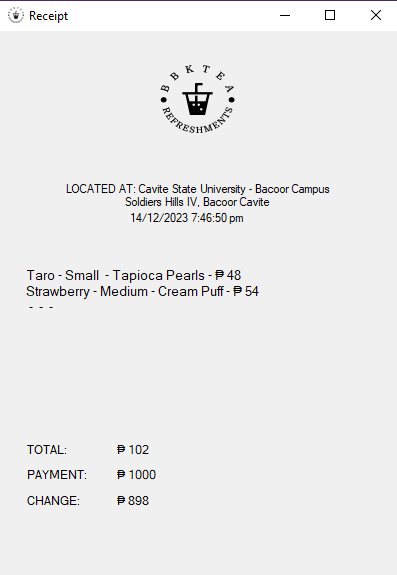 Receipt
BBKTEA
REFRESHMENTS
LOCATED AT: Cavite State University - Bacoor Campus
Soldiers Hills IV, Bacoor Cavite
14/12/2023 7:46:50 pm
Taro - Small - Tapioca Pearls - ₱ 48
Strawberry - Medium - Cream Puff - ₱ 54
- - -
TOTAL: ₱ 102
PAYMENT: ₱ 1000
CHANGE: ₱ 898